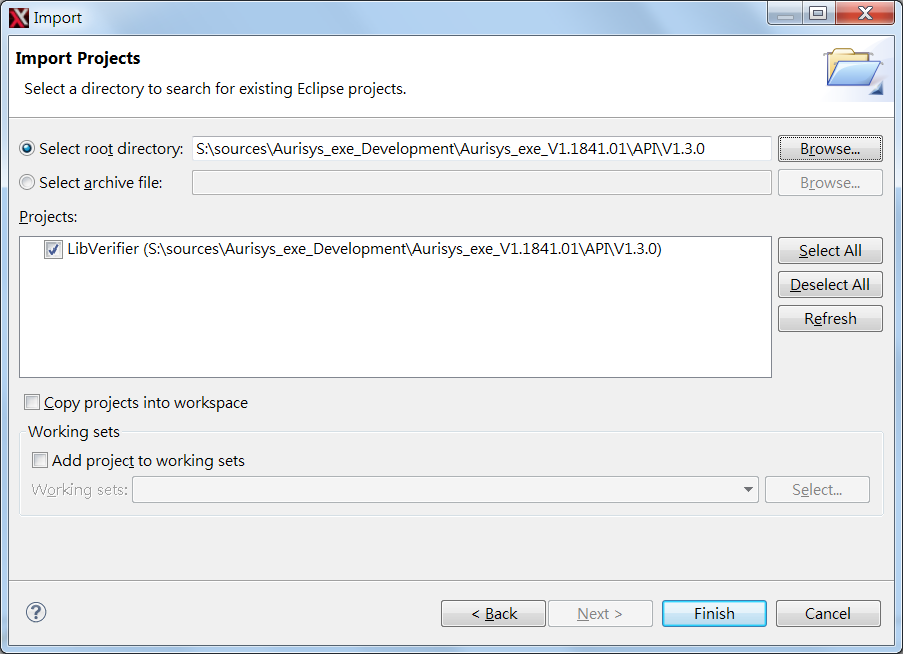 Import
Import Projects
Select a directory to search for existing Eclipse projects.
Select root directory: S:\sources\Aurisys_exe_Development\Aurisys_exe_V1.1841.01\API\V1.3.0 Browse...
Select archive file: Browse...
Projects:
LibVerifier (S:\sources\Aurisys_exe_Development\Aurisys_exe_V1.1841.01\API\V1.3.0) Select All
Deselect All
Refresh
Copy projects into workspace
Working sets
Add project to working sets
Working sets: Select...
? < Back Next > Finish Cancel